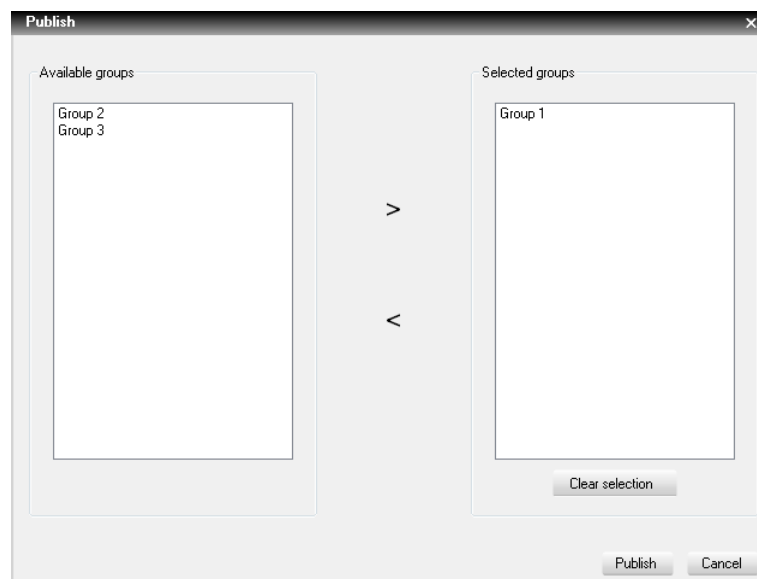 Publish
Available groups
Group 2
Group 3
>
<
Selected groups
Group 1
Clear selection
Publish
Cancel